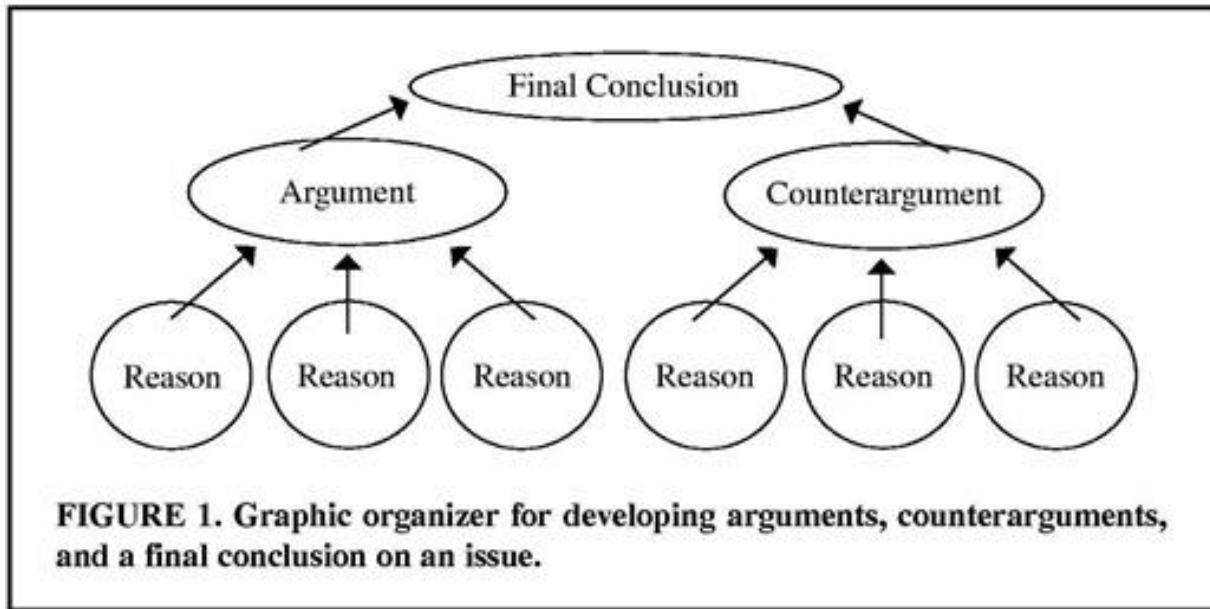 Final Conclusion
Argument
Counterargument
Reason
Reason
Reason
Reason
Reason
Reason
FIGURE 1. Graphic organizer for developing arguments, counterarguments,
and a final conclusion on an issue.